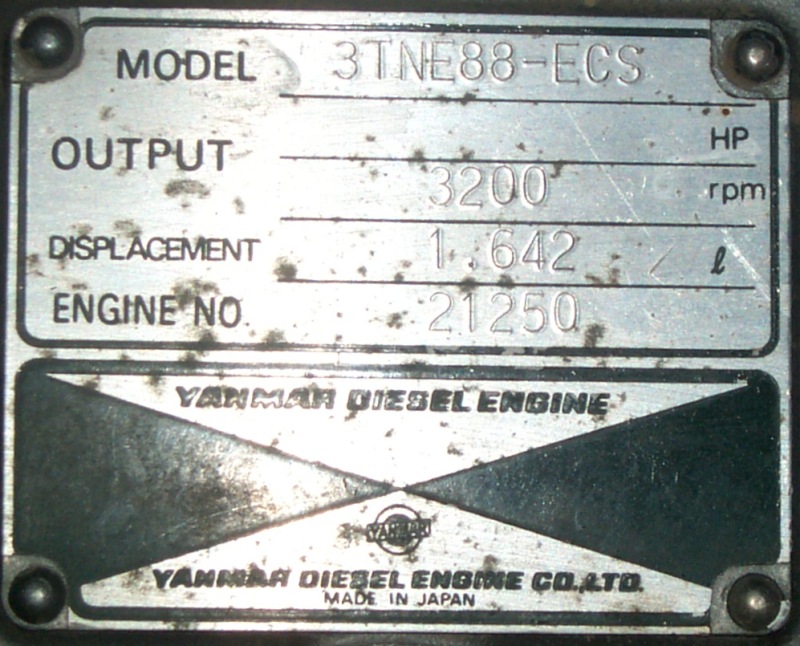 MODEL 3TNE88-ECS
OUTPUT HP
3200 rpm
DISPLACEMENT 1.642 ℓ
ENGINE NO. 21250
YANMAR DIESEL ENGINE
YANMAR
YANMAR DIESEL ENGINE CO.,LTD.
MADE IN JAPAN